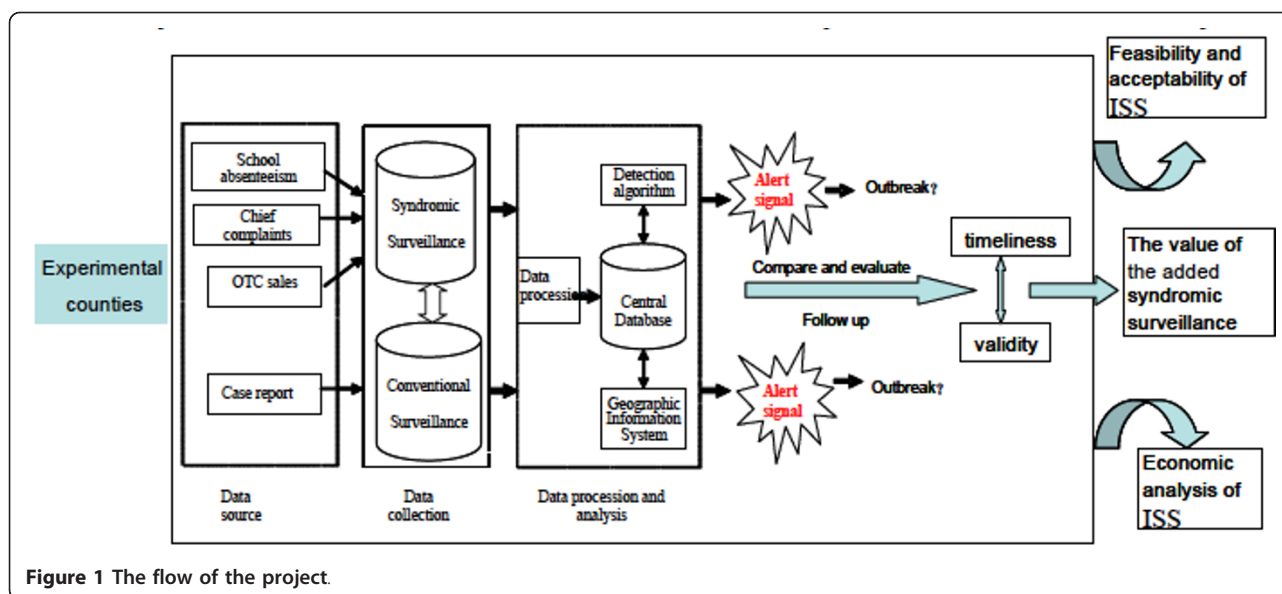 Feasibility and
acceptability of
ISS
School
absenteeism
Chief
complaints
OTC sales
Case report
Experimental
counties
Syndromic
Surveillance
Conventional
Surveillance
Data
procession
Detection
algorithm
Central
Database
Geographic
Information
System
Alert
signal
Outbreak?
Alert
signal
Outbreak?
Compare and evaluate
Follow up
timeliness
validity
The value of
the added
syndromic
surveillance
Economic
analysis of
ISS
Data
source
Data
collection
Data procession and
analysis
Figure 1 The flow of the project.